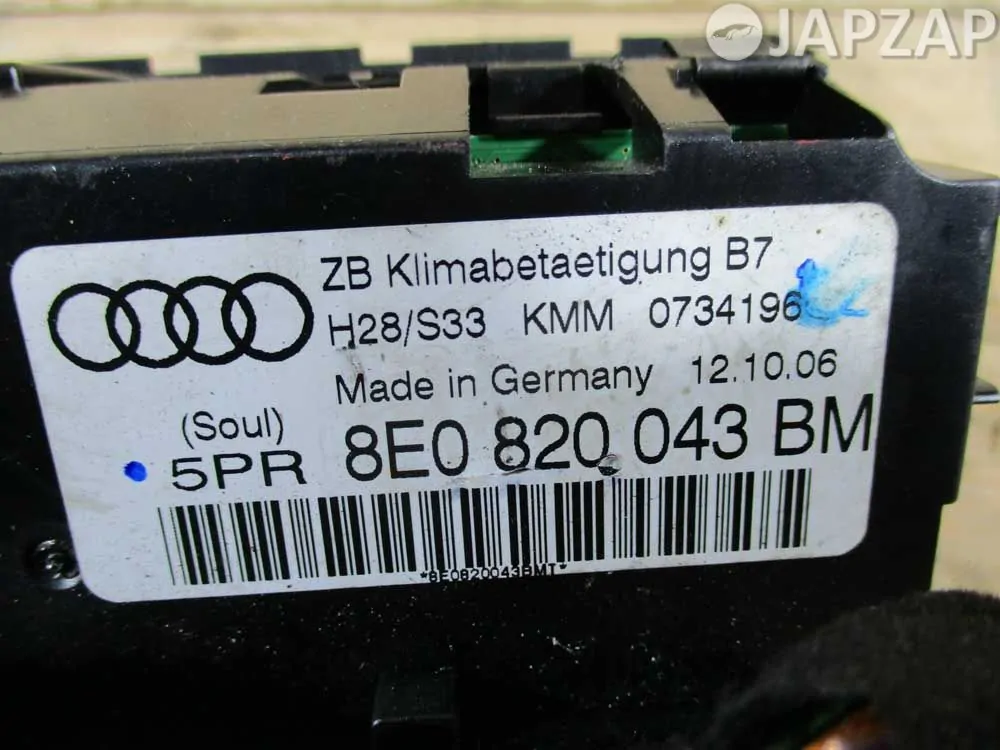 JAPZAP
ZB Klimabetaetigung B7
H28/S33 KMM 0734196
Made in Germany 12.10.06
(Soul)
5PR 8E0 820 043 BM
*8E0820043BMT*